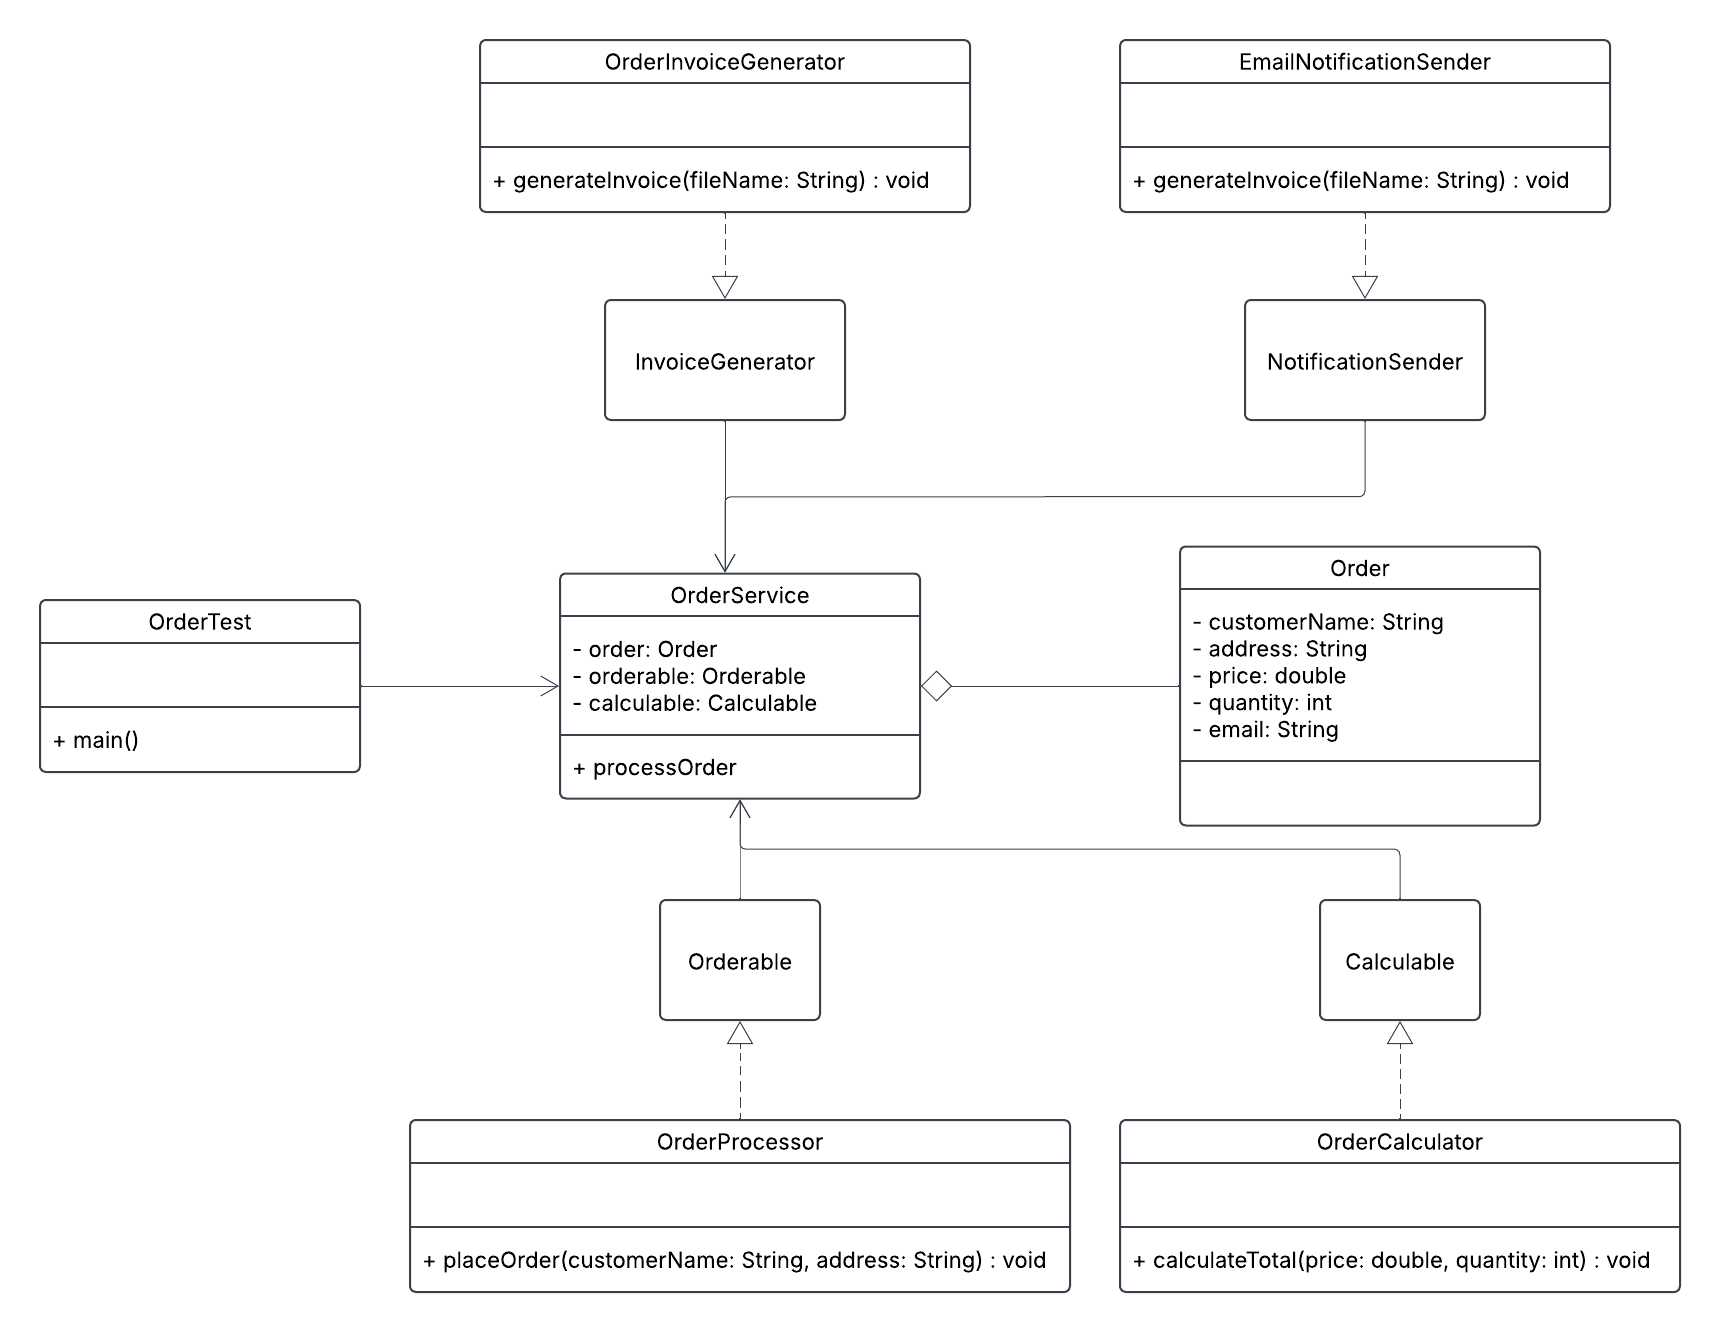 OrderInvoiceGenerator
+ generateInvoice(fileName: String) : void
EmailNotificationSender
+ generateInvoice(fileName: String) : void
InvoiceGenerator
NotificationSender
OrderTest
+ main()
OrderService
- order: Order
- orderable: Orderable
- calculable: Calculable
+ processOrder
Order
- customerName: String
- address: String
- price: double
- quantity: int
- email: String
Orderable
Calculable
OrderProcessor
+ placeOrder(customerName: String, address: String) : void
OrderCalculator
+ calculateTotal(price: double, quantity: int) : void